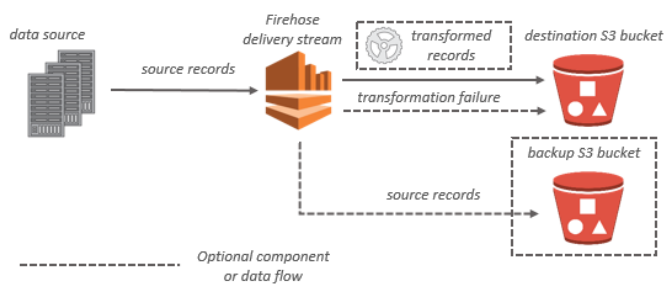 data source
source records
Firehose
delivery stream
transformed
records
transformation failure
destination S3 bucket
backup S3 bucket
source records
Optional component
or data flow